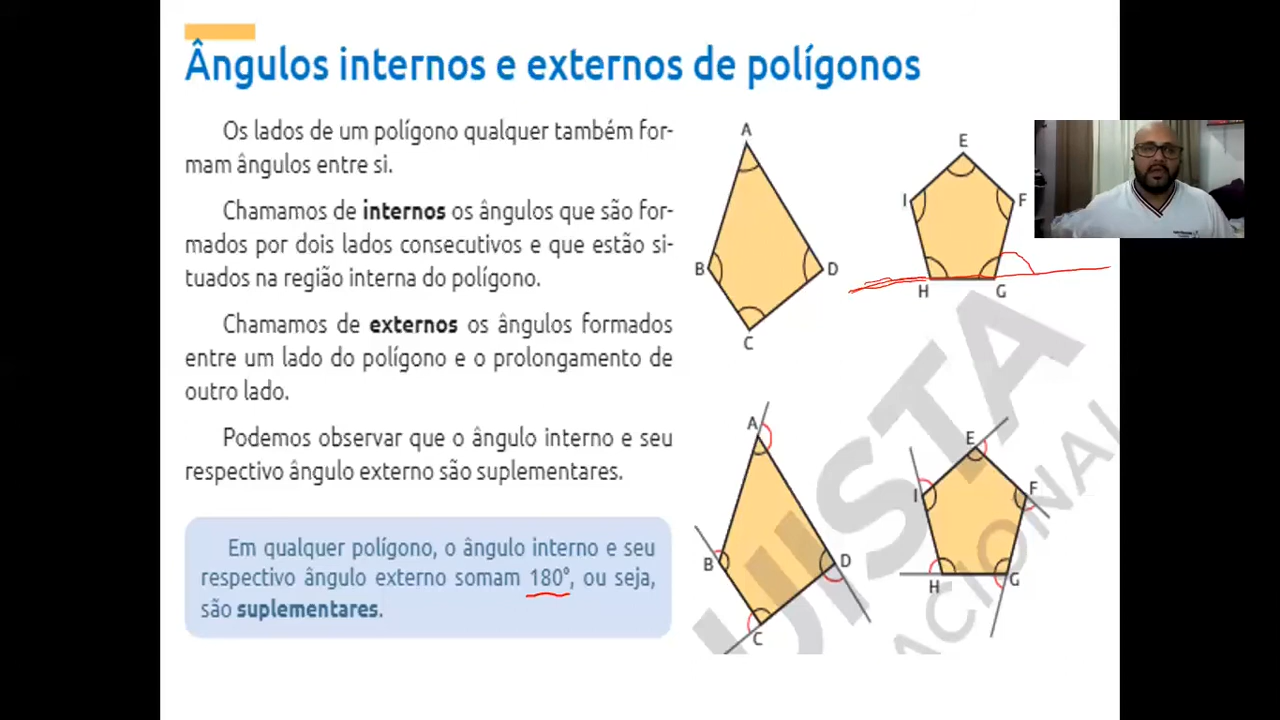 Ângulos internos e externos de polígonos
Os lados de um polígono qualquer também for-
mam ângulos entre si.
Chamamos de internos os ângulos que são for-
mados por dois lados consecutivos e que estão si-
tuados na região interna do polígono.
Chamamos de externos os ângulos formados
entre um lado do polígono e o prolongamento de
outro lado.
Podemos observar que o ângulo interno e seu
respectivo ângulo externo são suplementares.
Em qualquer polígono, o ângulo interno e seu
respectivo ângulo externo somam 180°, ou seja,
são suplementares.
A
B
D
C
E
I
F
H
G
A
B
D
C
E
I
F
H
G
UISTA
ACIONAL